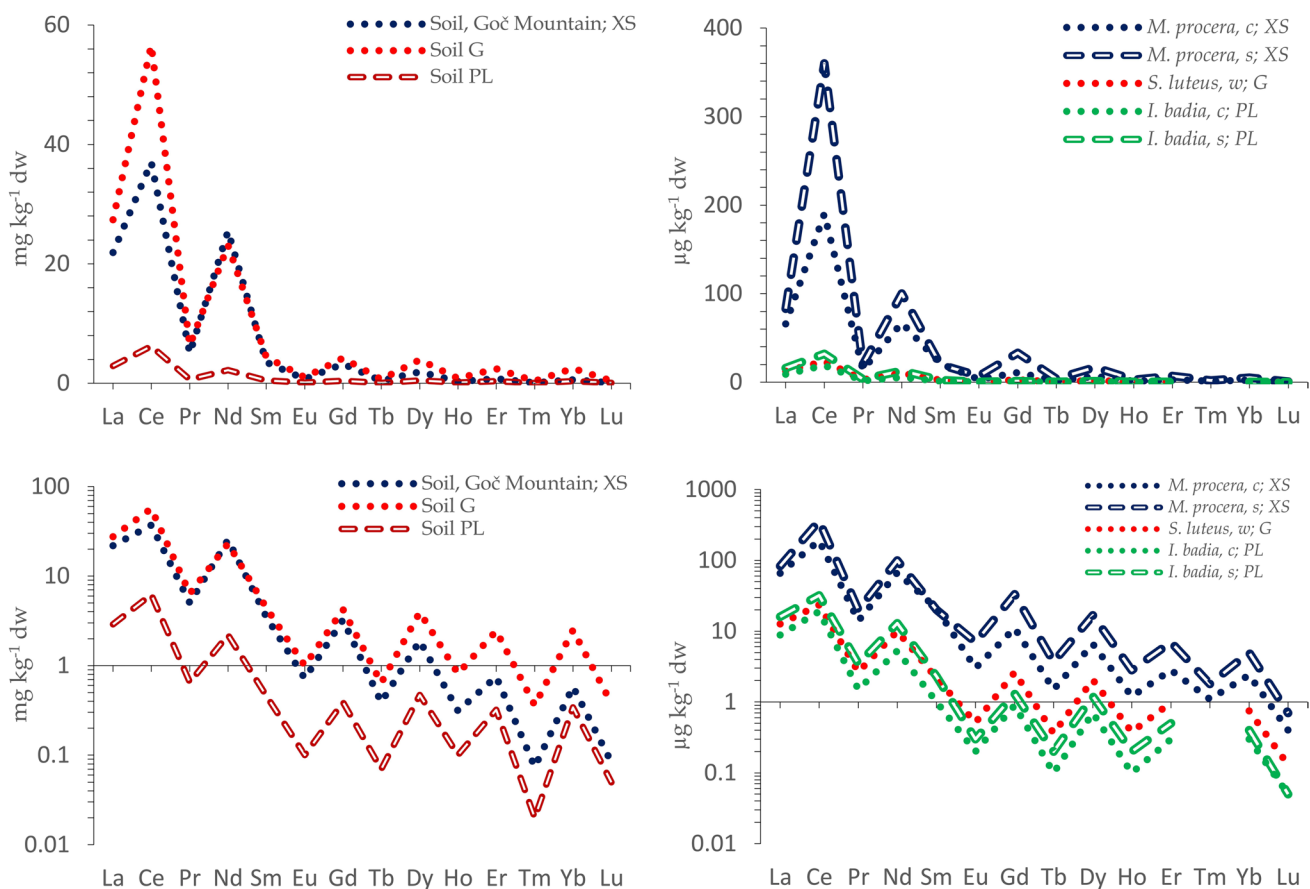 60
40
20
0
mg kg⁻¹ dw
Soil, Goč Mountain; XS
Soil G
Soil PL
La Ce Pr Nd Sm Eu Gd Tb Dy Ho Er Tm Yb Lu
400
300
200
100
0
µg kg⁻¹ dw
M. procera, c; XS
M. procera, s; XS
S. luteus, w; G
I. badia, c; PL
I. badia, s; PL
La Ce Pr Nd Sm Eu Gd Tb Dy Ho Er Tm Yb Lu
100
10
1
0.1
0.01
mg kg⁻¹ dw
Soil, Goč Mountain; XS
Soil G
Soil PL
La Ce Pr Nd Sm Eu Gd Tb Dy Ho Er Tm Yb Lu
1000
100
10
1
0.1
0.01
µg kg⁻¹ dw
M. procera, c; XS
M. procera, s; XS
S. luteus, w; G
I. badia, c; PL
I. badia, s; PL
La Ce Pr Nd Sm Eu Gd Tb Dy Ho Er Tm Yb Lu